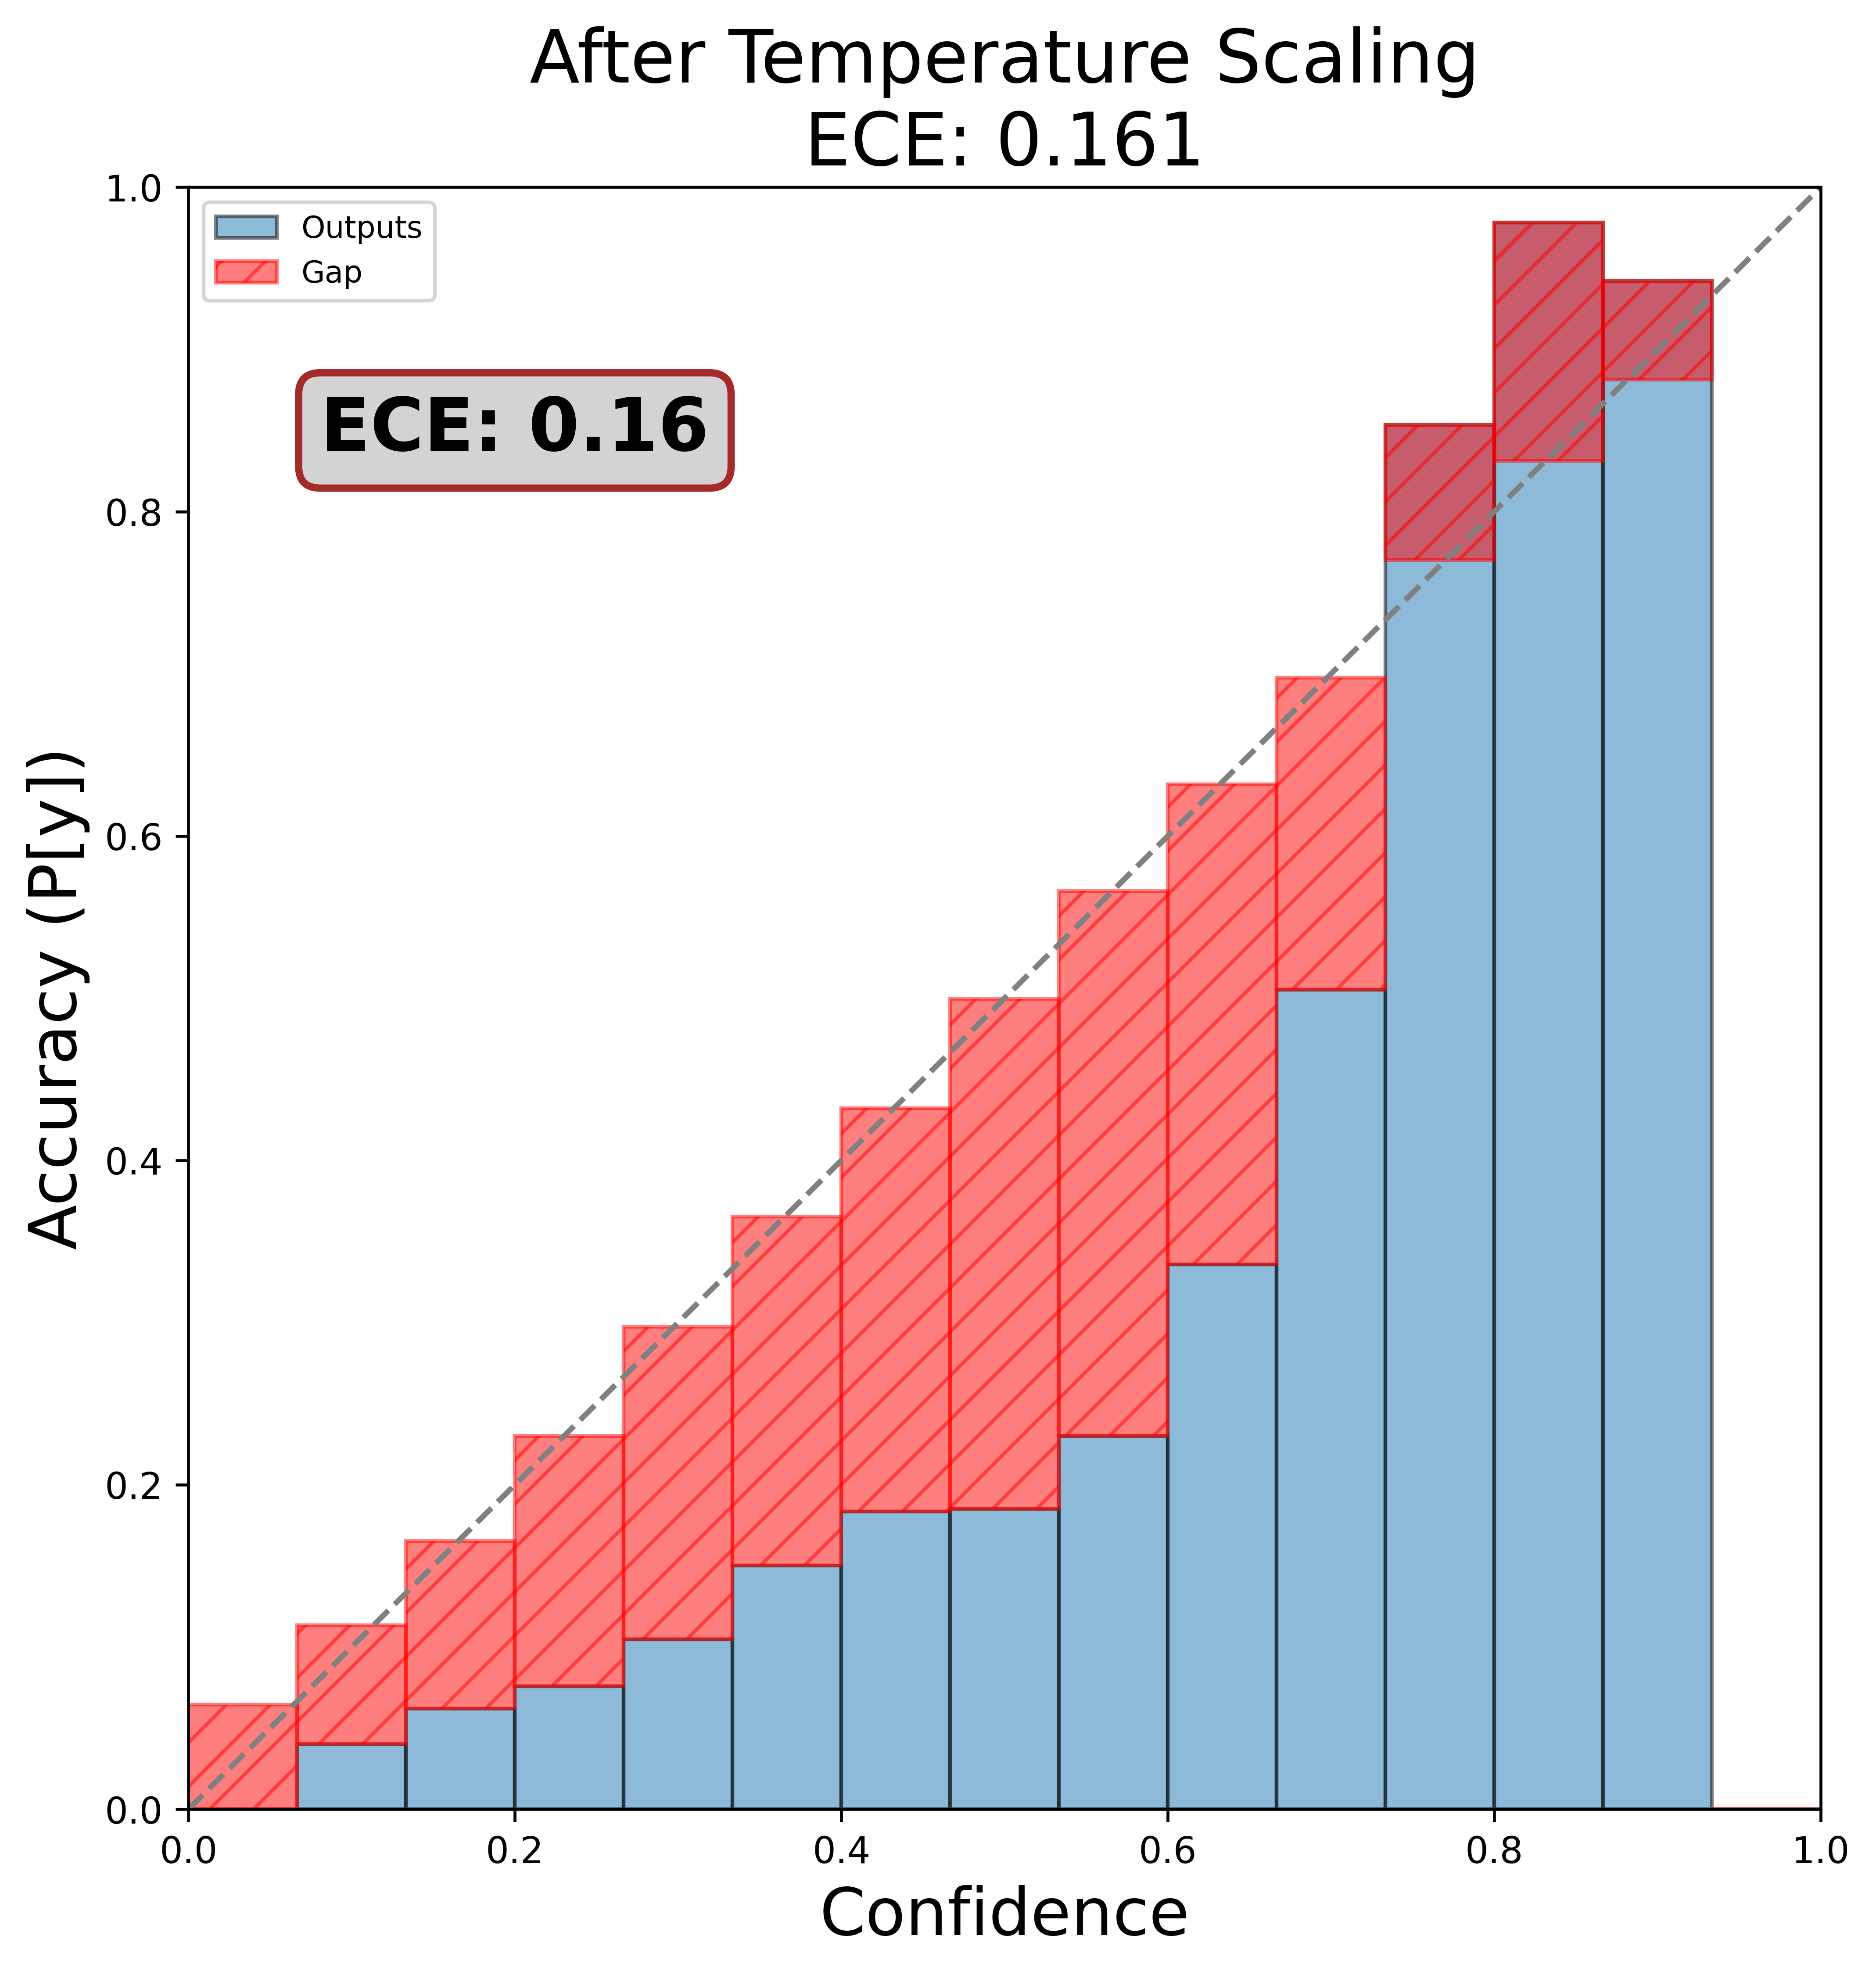 After Temperature Scaling
ECE: 0.161
Outputs
Gap
ECE: 0.16
Accuracy (P[y])
1.0
0.8
0.6
0.4
0.2
0.0
0.0 0.2 0.4 0.6 0.8 1.0
Confidence